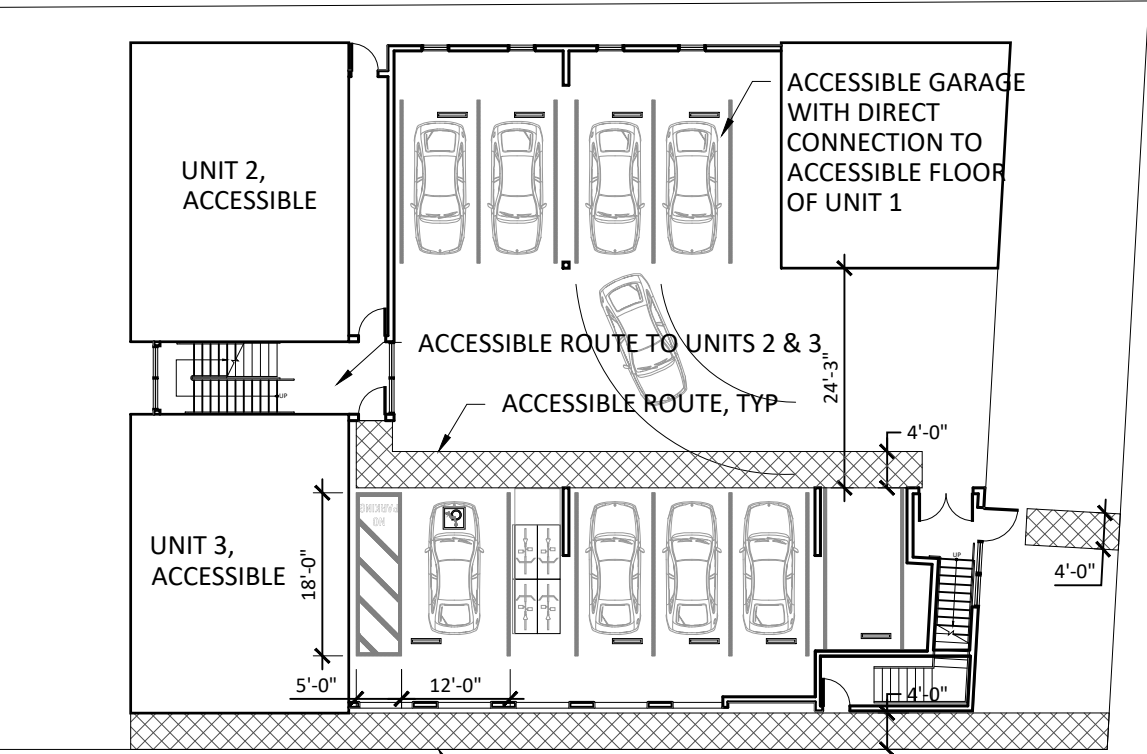 ACCESSIBLE GARAGE
WITH DIRECT
CONNECTION TO
ACCESSIBLE FLOOR
OF UNIT 1
UNIT 2,
ACCESSIBLE
ACCESSIBLE ROUTE TO UNITS 2 & 3
24'-3"
UP
ACCESSIBLE ROUTE, TYP
4'-0"
NO
PARKING
UNIT 3,
ACCESSIBLE
18'-0"
UP
4'-0"
5'-0"
12'-0"
4'-0"